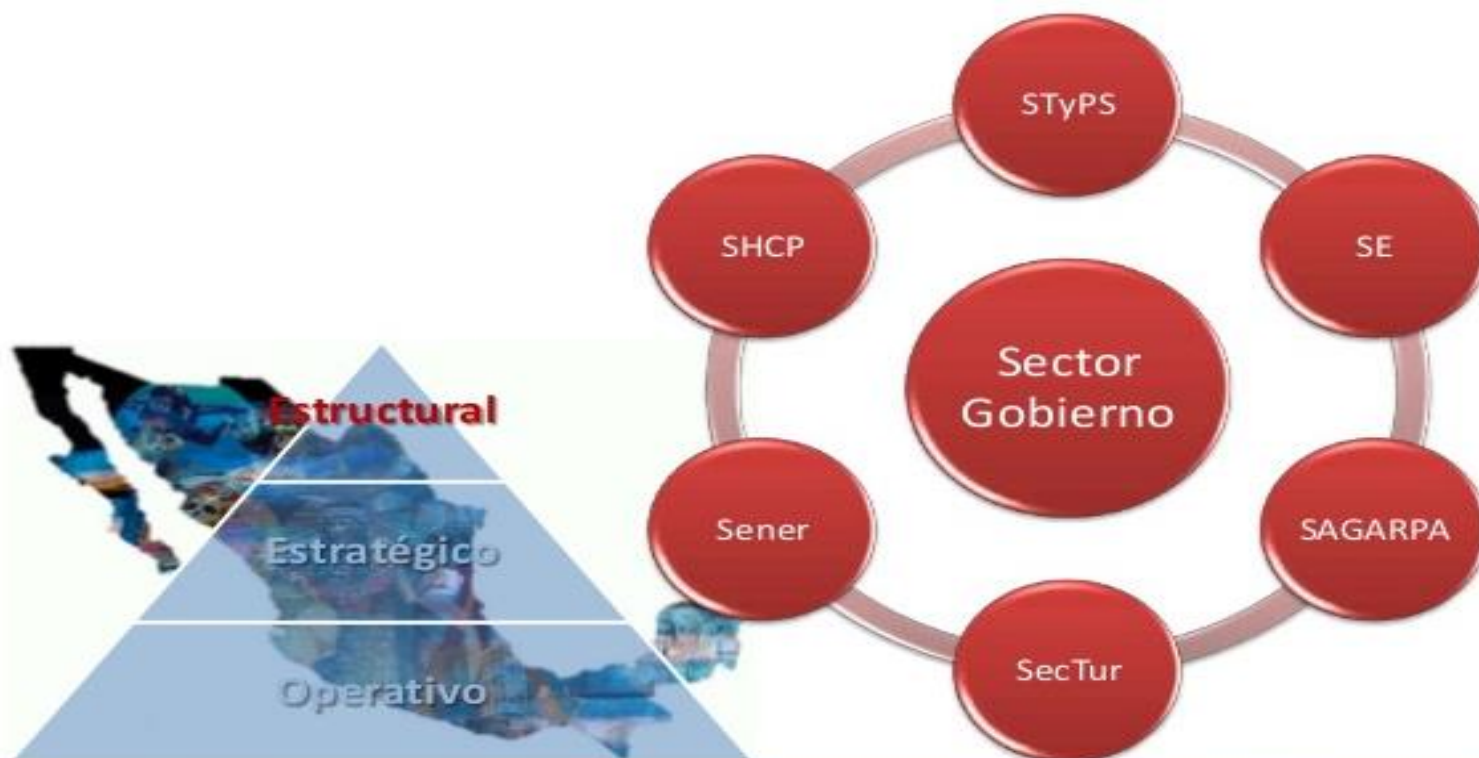 Estructural
Estratégico
Operativo
STyPS
SHCP
SE
Sector
Gobierno
Sener
SAGARPA
SecTur